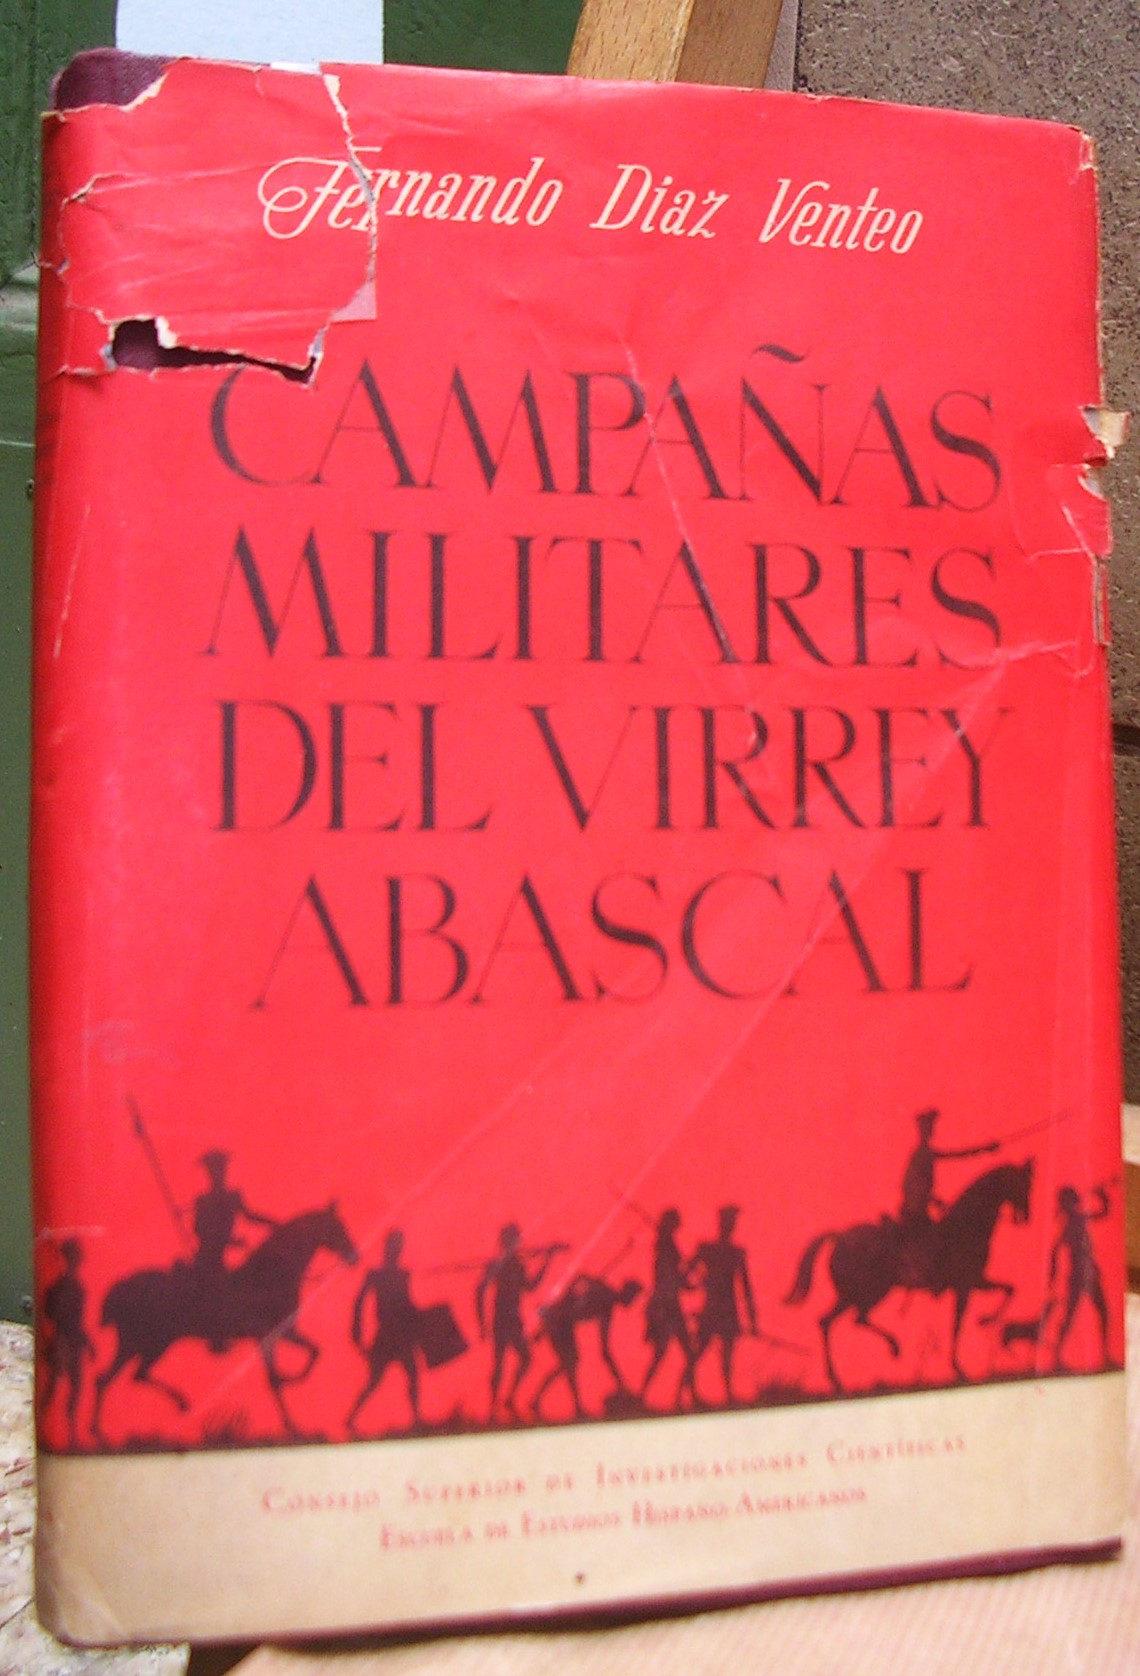 Fernando Diaz Venteo
CAMPAÑAS
MILITARES
DEL VIRREY
ABASCAL
CONSEJO SUPERIOR DE INVESTIGACIONES CIENTÍFICAS
ESCUELA DE ESTUDIOS HISPANO-AMERICANOS